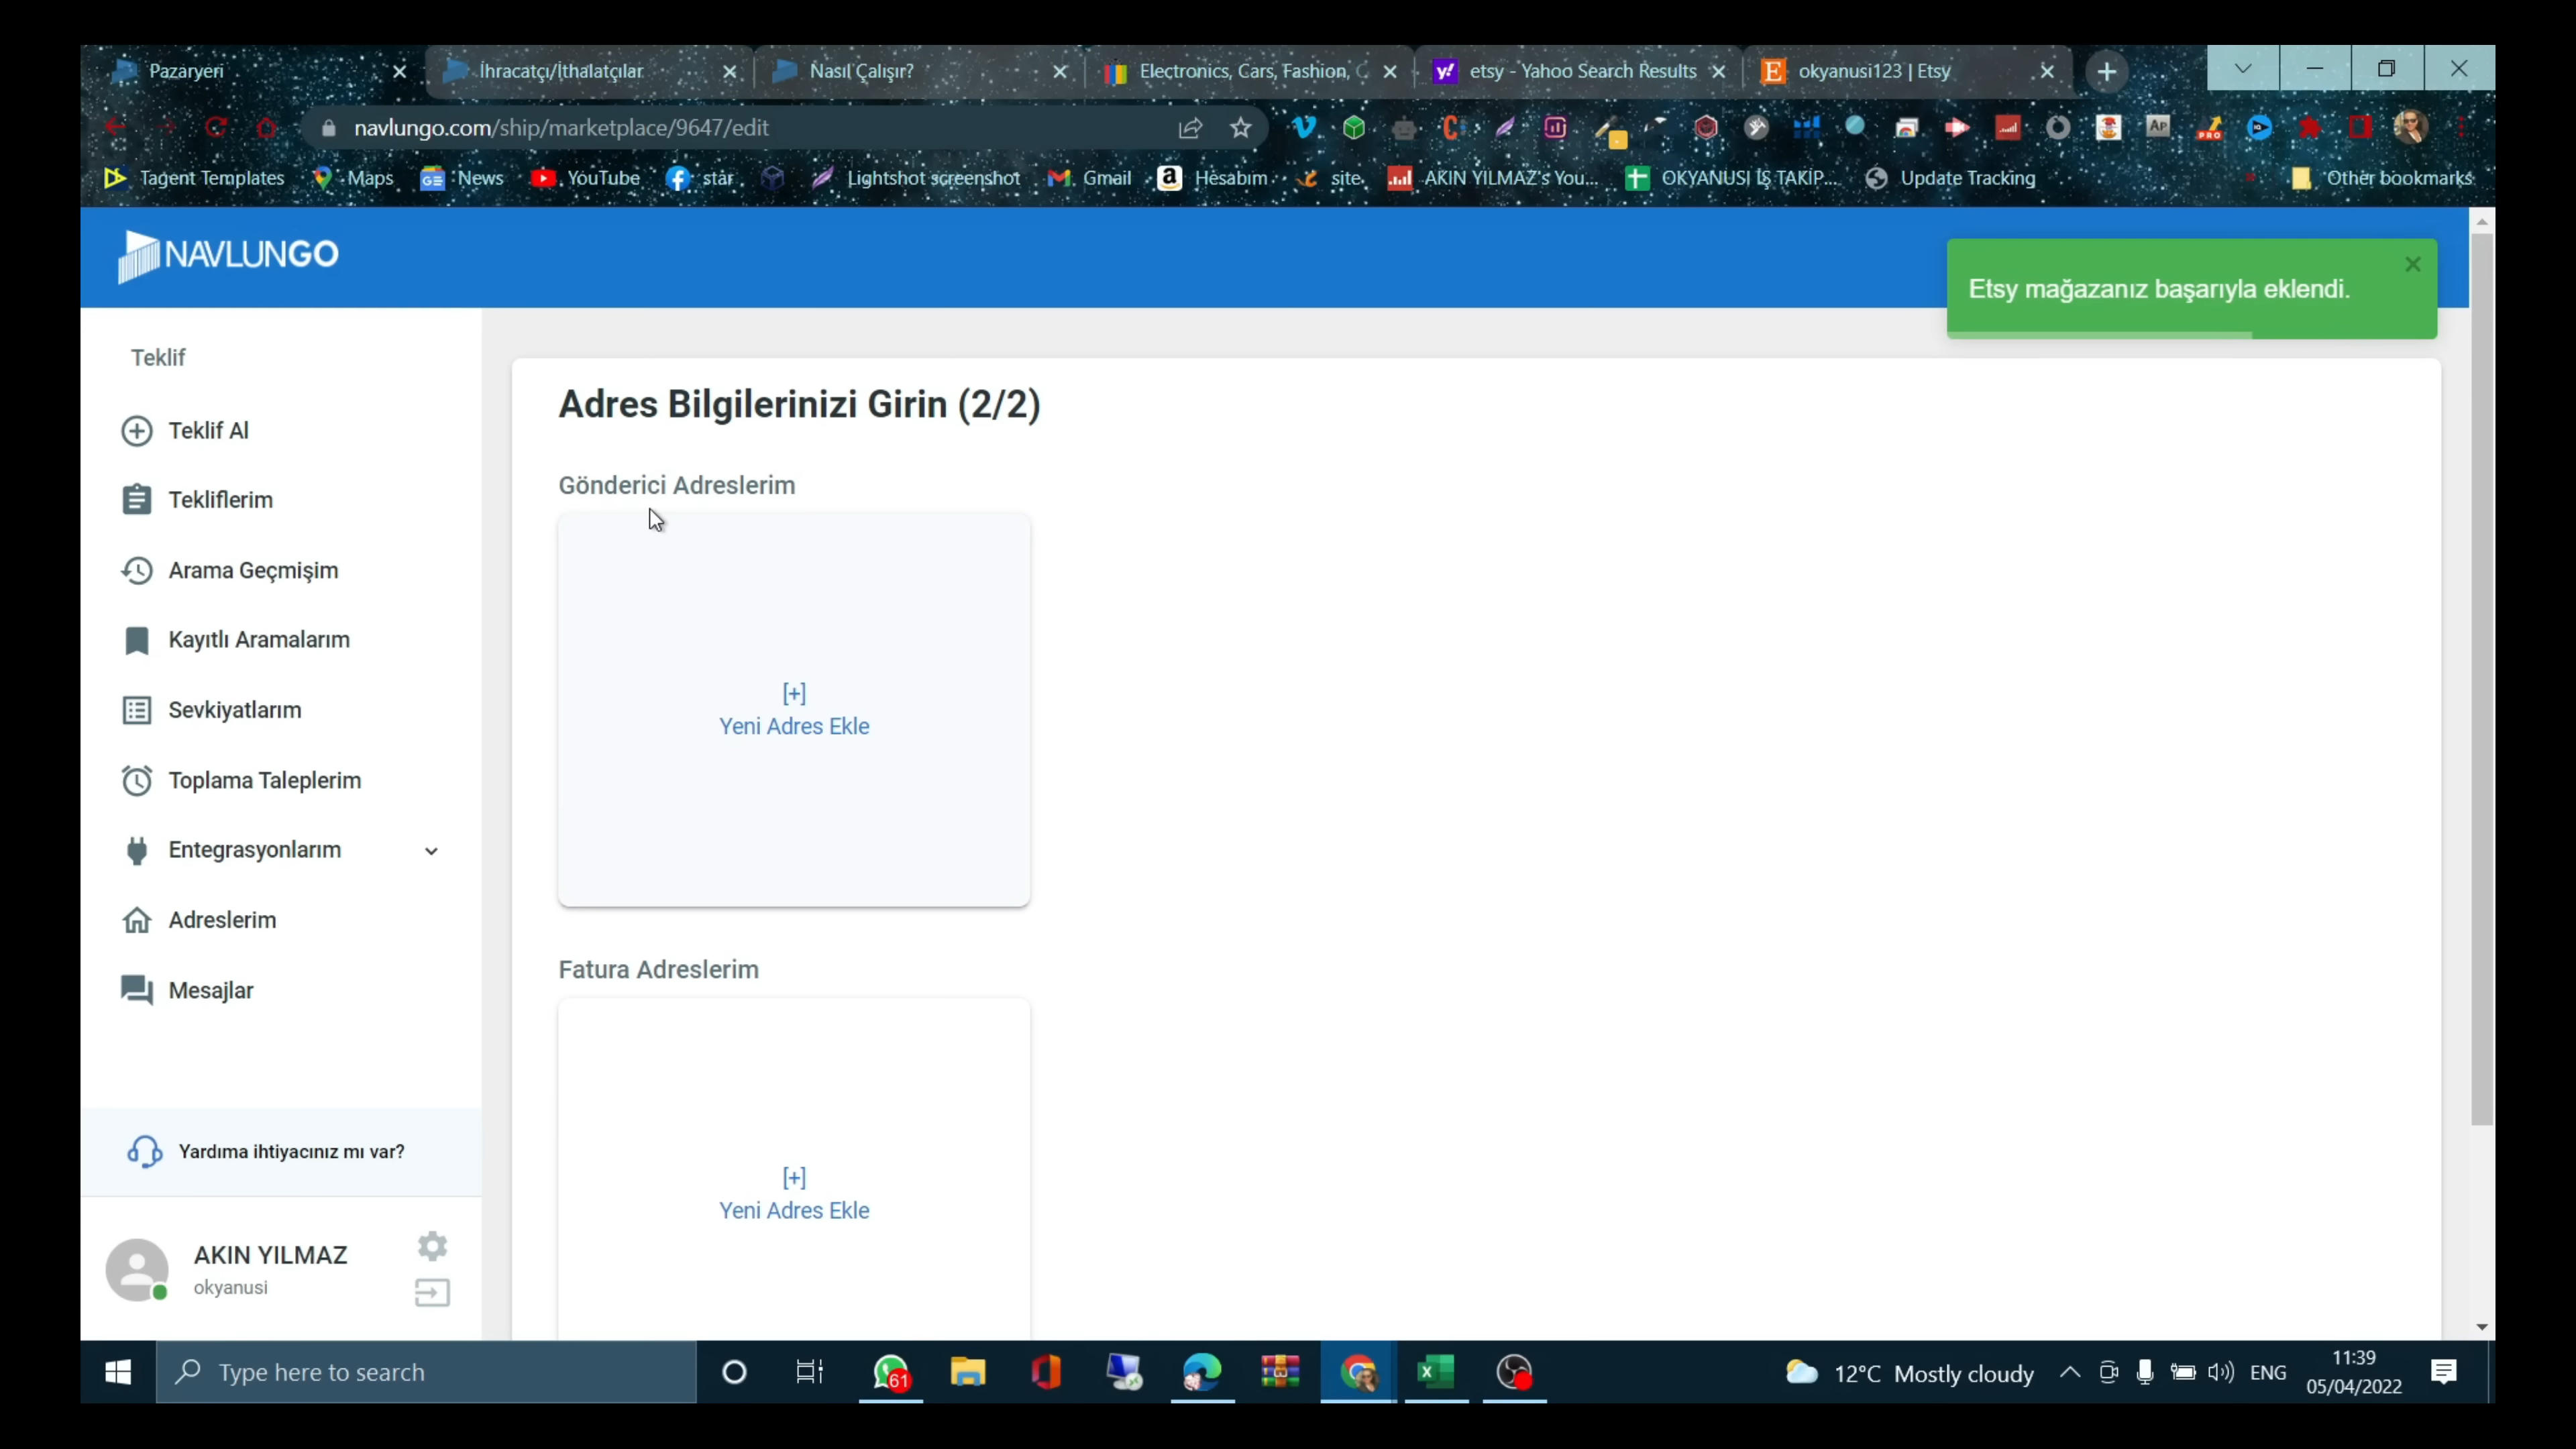 Pazaryeri
İhracatçı/İthalatçılar
Nasıl Çalışır?
Electronics, Cars, Fashion, C
etsy - Yahoo Search Results
okyanusi123 | Etsy
navlungo.com/ship/marketplace/9647/edit
Tagent Templates
Maps
News
YouTube
star
Lightshot screenshot
Gmail
Hesabım
site
AKIN YILMAZ's You...
OKYANUSİ İŞ TAKİP...
Update Tracking
Other bookmarks
NAVLUNGO
Etsy mağazanız başarıyla eklendi.
Teklif
Teklif Al
Tekliflerim
Arama Geçmişim
Kayıtlı Aramalarım
Sevkiyatlarım
Toplama Taleplerim
Entegrasyonlarım
Adreslerim
Mesajlar
Yardıma ihtiyacınız mı var?
AKIN YILMAZ
okyanusi
Adres Bilgilerinizi Girin (2/2)
Gönderici Adreslerim
[+]
Yeni Adres Ekle
Fatura Adreslerim
[+]
Yeni Adres Ekle
Type here to search
61
12°C Mostly cloudy
ENG
11:39
05/04/2022